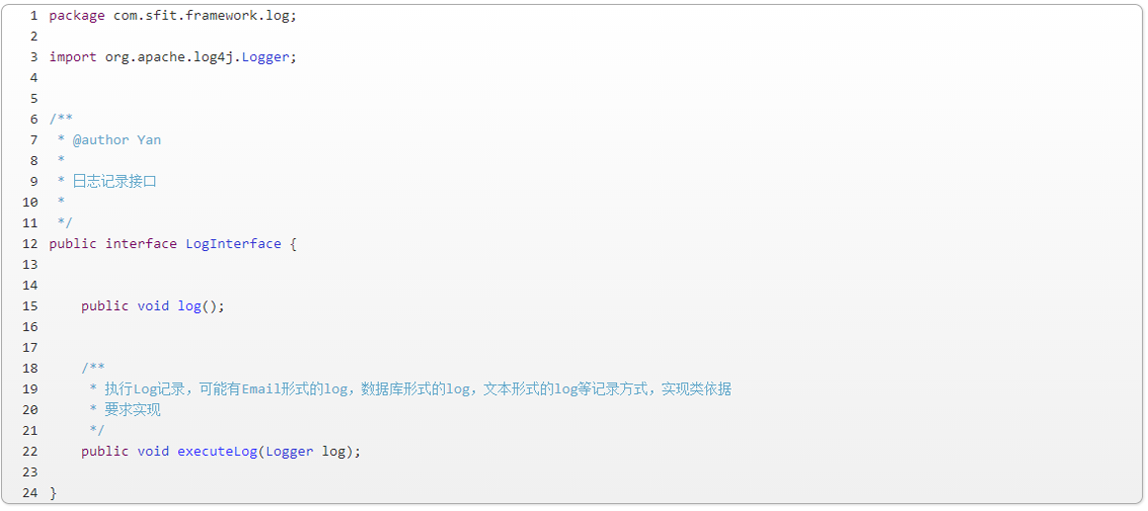 1 package com.sfit.framework.log;
2
3 import org.apache.log4j.Logger;
4
5
6 /**
7  * @author Yan
8  *
9  * 日志记录接口
10  *
11  */
12 public interface LogInterface {
13
14
15     public void log();
16
17
18     /**
19      * 执行Log记录，可能有Email形式的log，数据库形式的log，文本形式的log等记录方式，实现类依据
20      * 要求实现
21      */
22     public void executeLog(Logger log);
23
24 }